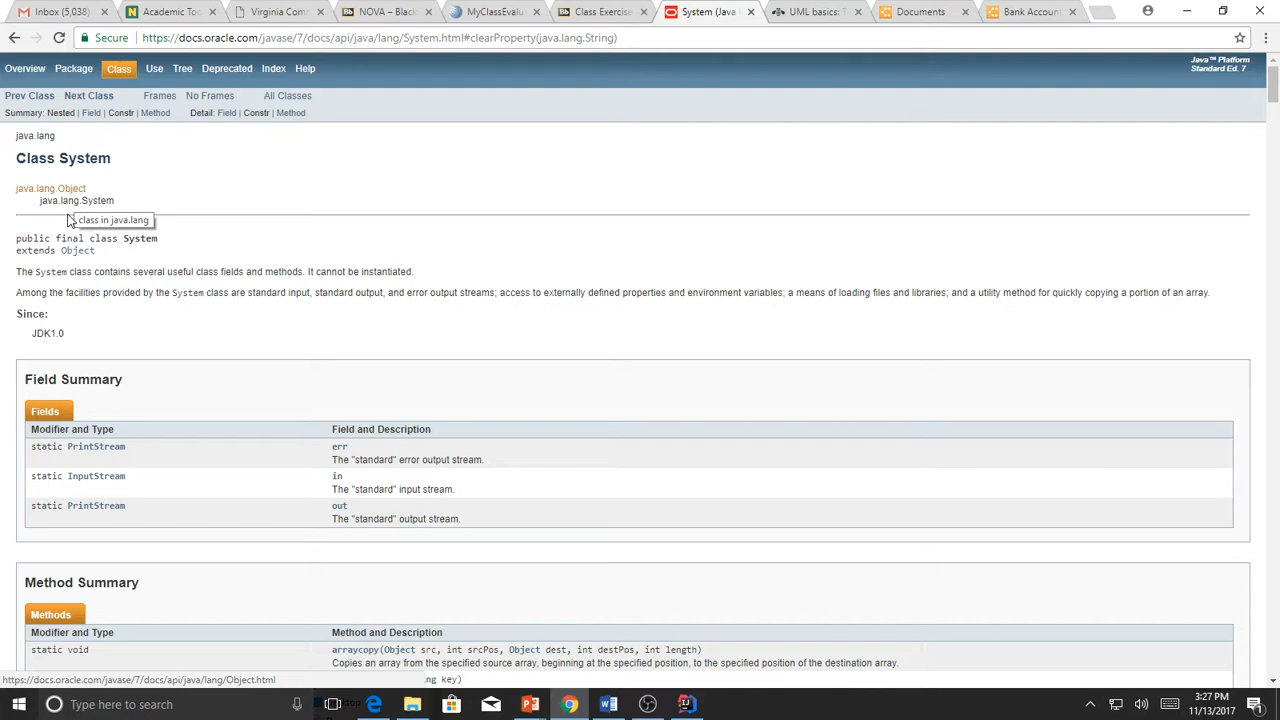 Inbox (5,038)
Academic Too
Virginia Com
NOVA – Black
MyClassEvalu
Class Exercise
System (Java
UML basics: T
Documents
Bank Account
Secure
https://docs.oracle.com/javase/7/docs/api/java/lang/System.html#clearProperty(java.lang.String)
Overview Package Class Use Tree Deprecated Index Help
Java™ Platform
Standard Ed. 7
Prev Class Next Class Frames No Frames All Classes
Summary: Nested | Field | Constr | Method Detail: Field | Constr | Method
java.lang
Class System
java.lang.Object
java.lang.System
class in java.lang
public final class System
extends Object
The System class contains several useful class fields and methods. It cannot be instantiated.
Among the facilities provided by the System class are standard input, standard output, and error output streams; access to externally defined properties and environment variables; a means of loading files and libraries; and a utility method for quickly copying a portion of an array.
Since:
JDK1.0
Field Summary
Fields
Modifier and Type Field and Description
static PrintStream err
The "standard" error output stream.
static InputStream in
The "standard" input stream.
static PrintStream out
The "standard" output stream.
Method Summary
Methods
Modifier and Type Method and Description
static void arraycopy(Object src, int srcPos, Object dest, int destPos, int length)
Copies an array from the specified source array, beginning at the specified position, to the specified position of the destination array.
https://docs.oracle.com/javase/7/docs/api/java/lang/Object.html
key)
Type here to search
3:27 PM
11/13/2017